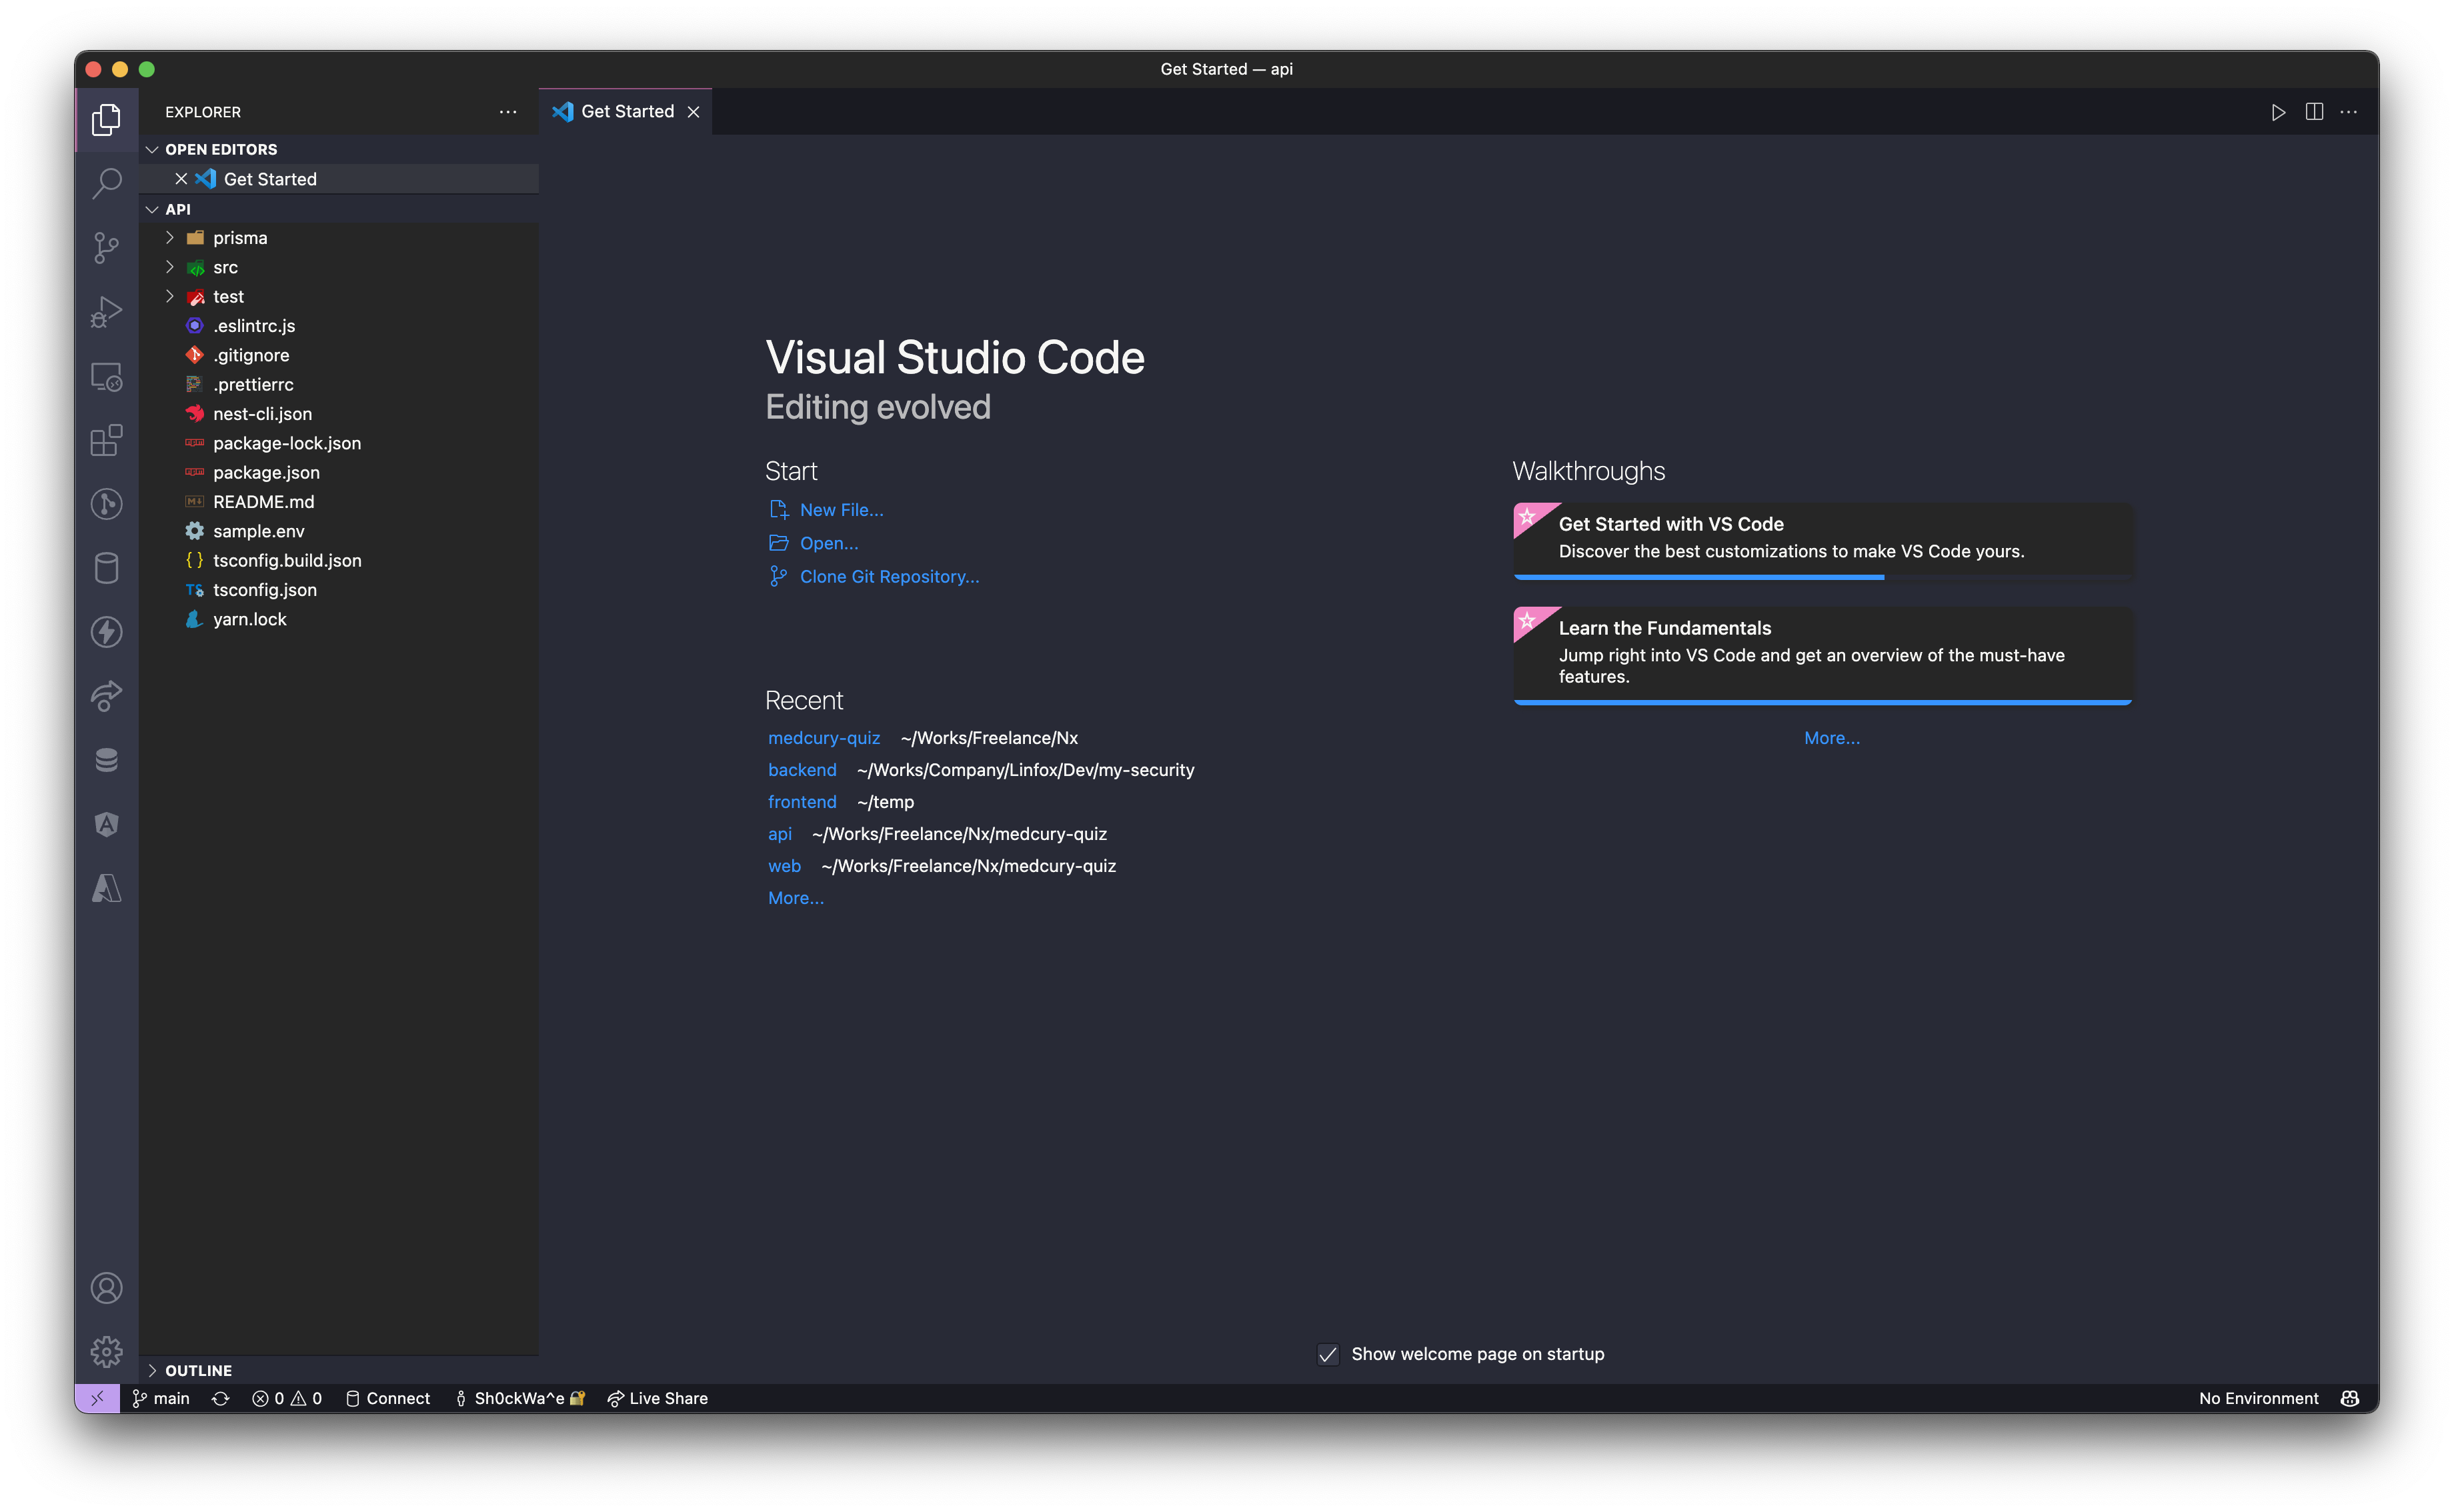 Get Started — api
EXPLORER
Get Started
OPEN EDITORS
Get Started
API
prisma
src
test
.eslintrc.js
.gitignore
.prettierrc
nest-cli.json
package-lock.json
package.json
README.md
sample.env
tsconfig.build.json
tsconfig.json
yarn.lock
OUTLINE
Visual Studio Code
Editing evolved
Start
New File...
Open...
Clone Git Repository...
Recent
medcury-quiz ~/Works/Freelance/Nx
backend ~/Works/Company/Linfox/Dev/my-security
frontend ~/temp
api ~/Works/Freelance/Nx/medcury-quiz
web ~/Works/Freelance/Nx/medcury-quiz
More...
Walkthroughs
Get Started with VS Code
Discover the best customizations to make VS Code yours.
Learn the Fundamentals
Jump right into VS Code and get an overview of the must-have
features.
More...
Show welcome page on startup
main 0 0 Connect Sh0ckWa^e Live Share No Environment